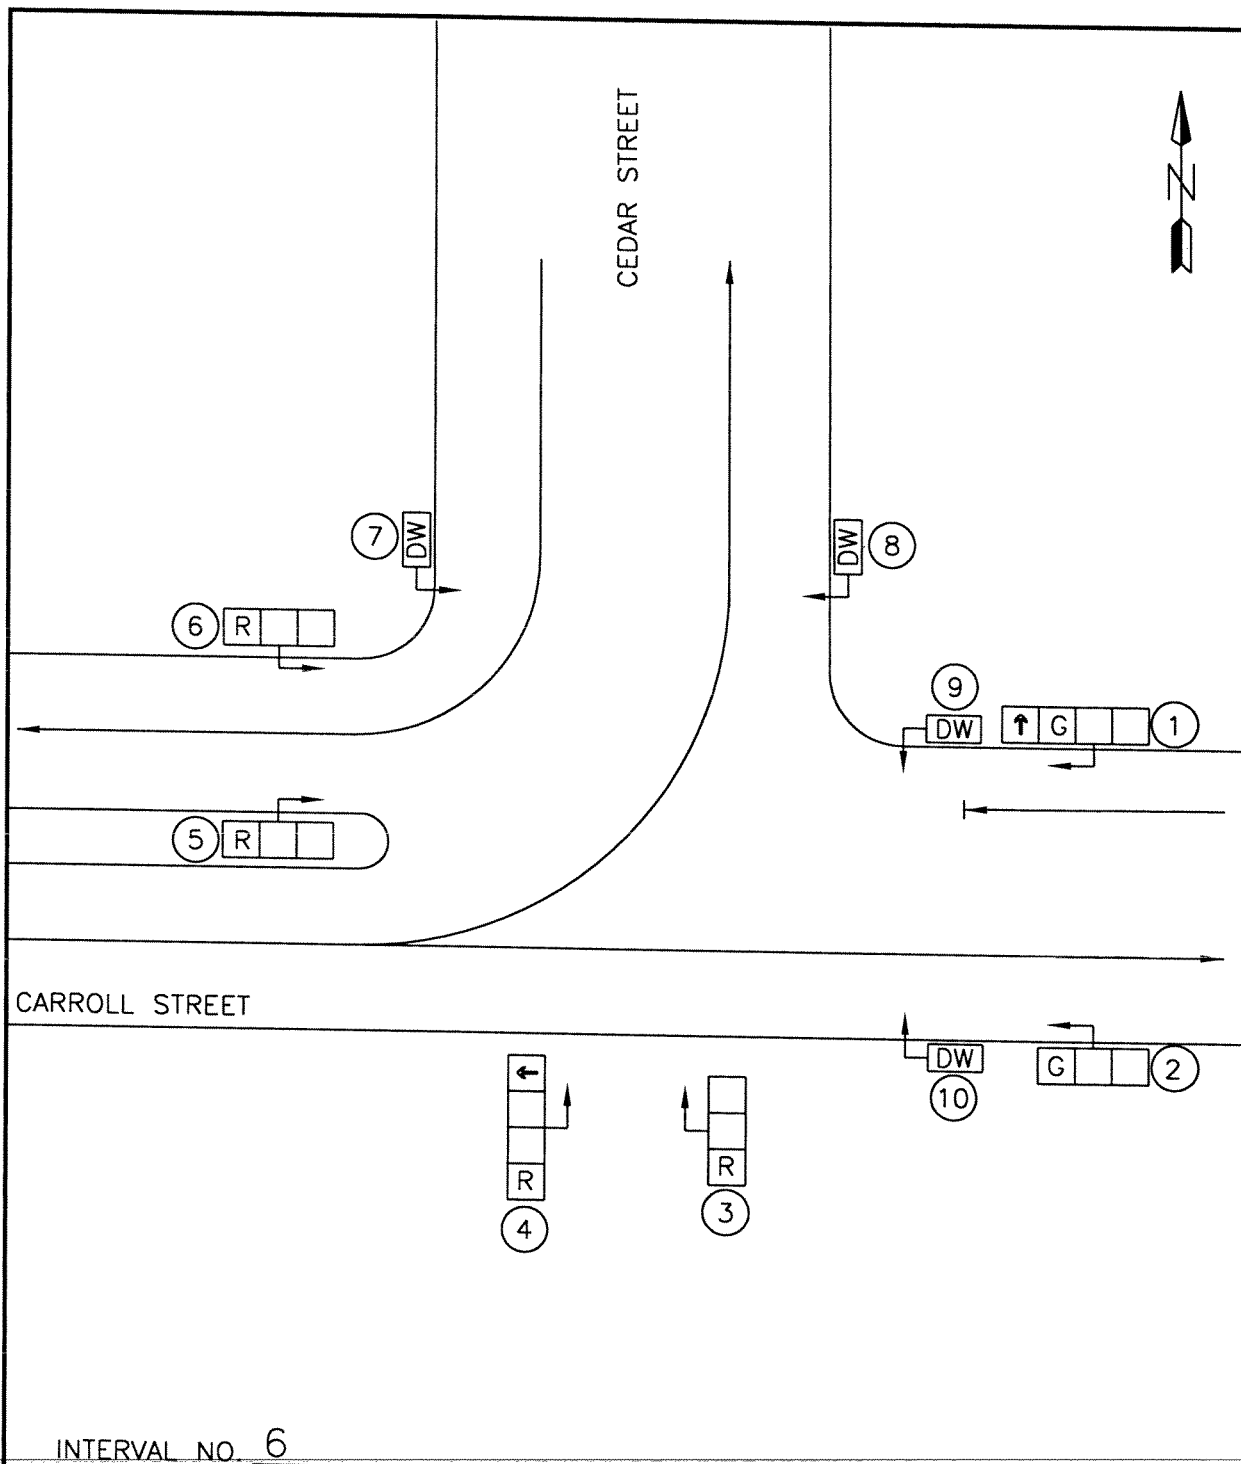 CEDAR STREET
N
7 DW
DW 8
6 R
9
DW
G 1
5 R
CARROLL STREET
DW
10
G 2
R
4
R
3
INTERVAL NO. 6